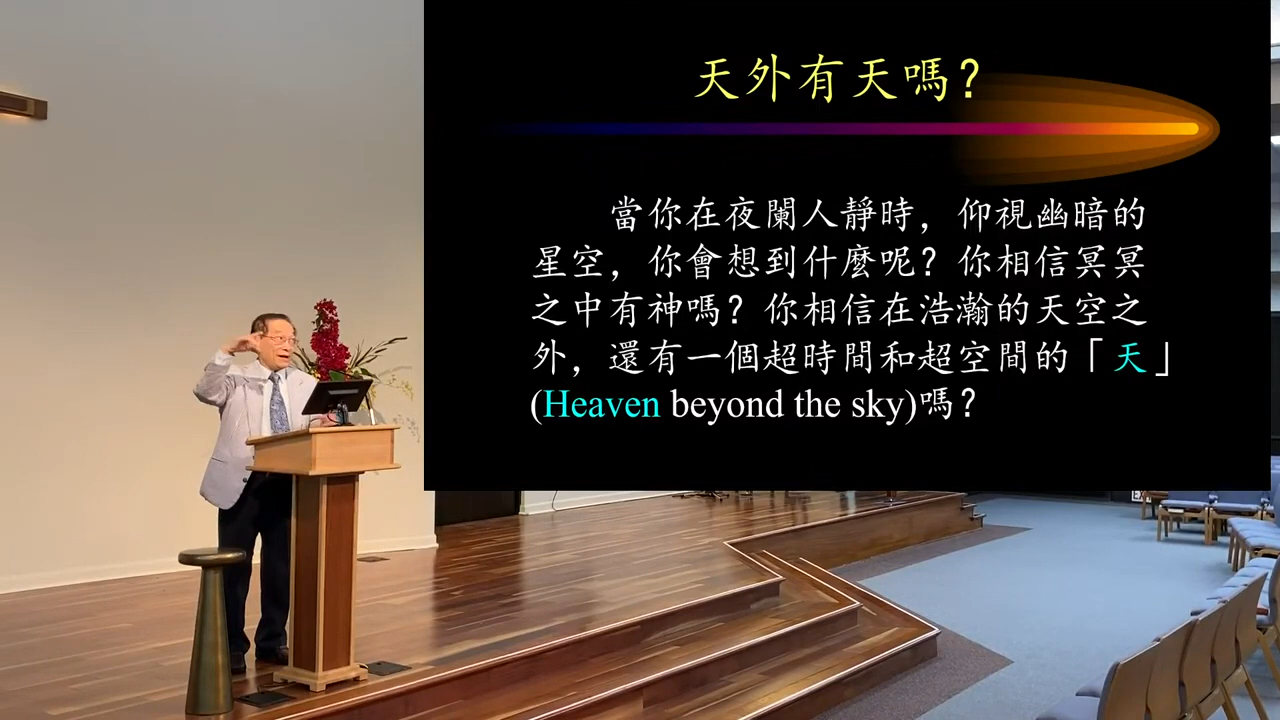 天外有天嗎？
當你在夜闌人靜時，仰視幽暗的
星空，你會想到什麼呢？你相信冥冥
之中有神嗎？你相信在浩瀚的天空之
外，還有一個超時間和超空間的「天」
(Heaven beyond the sky)嗎？